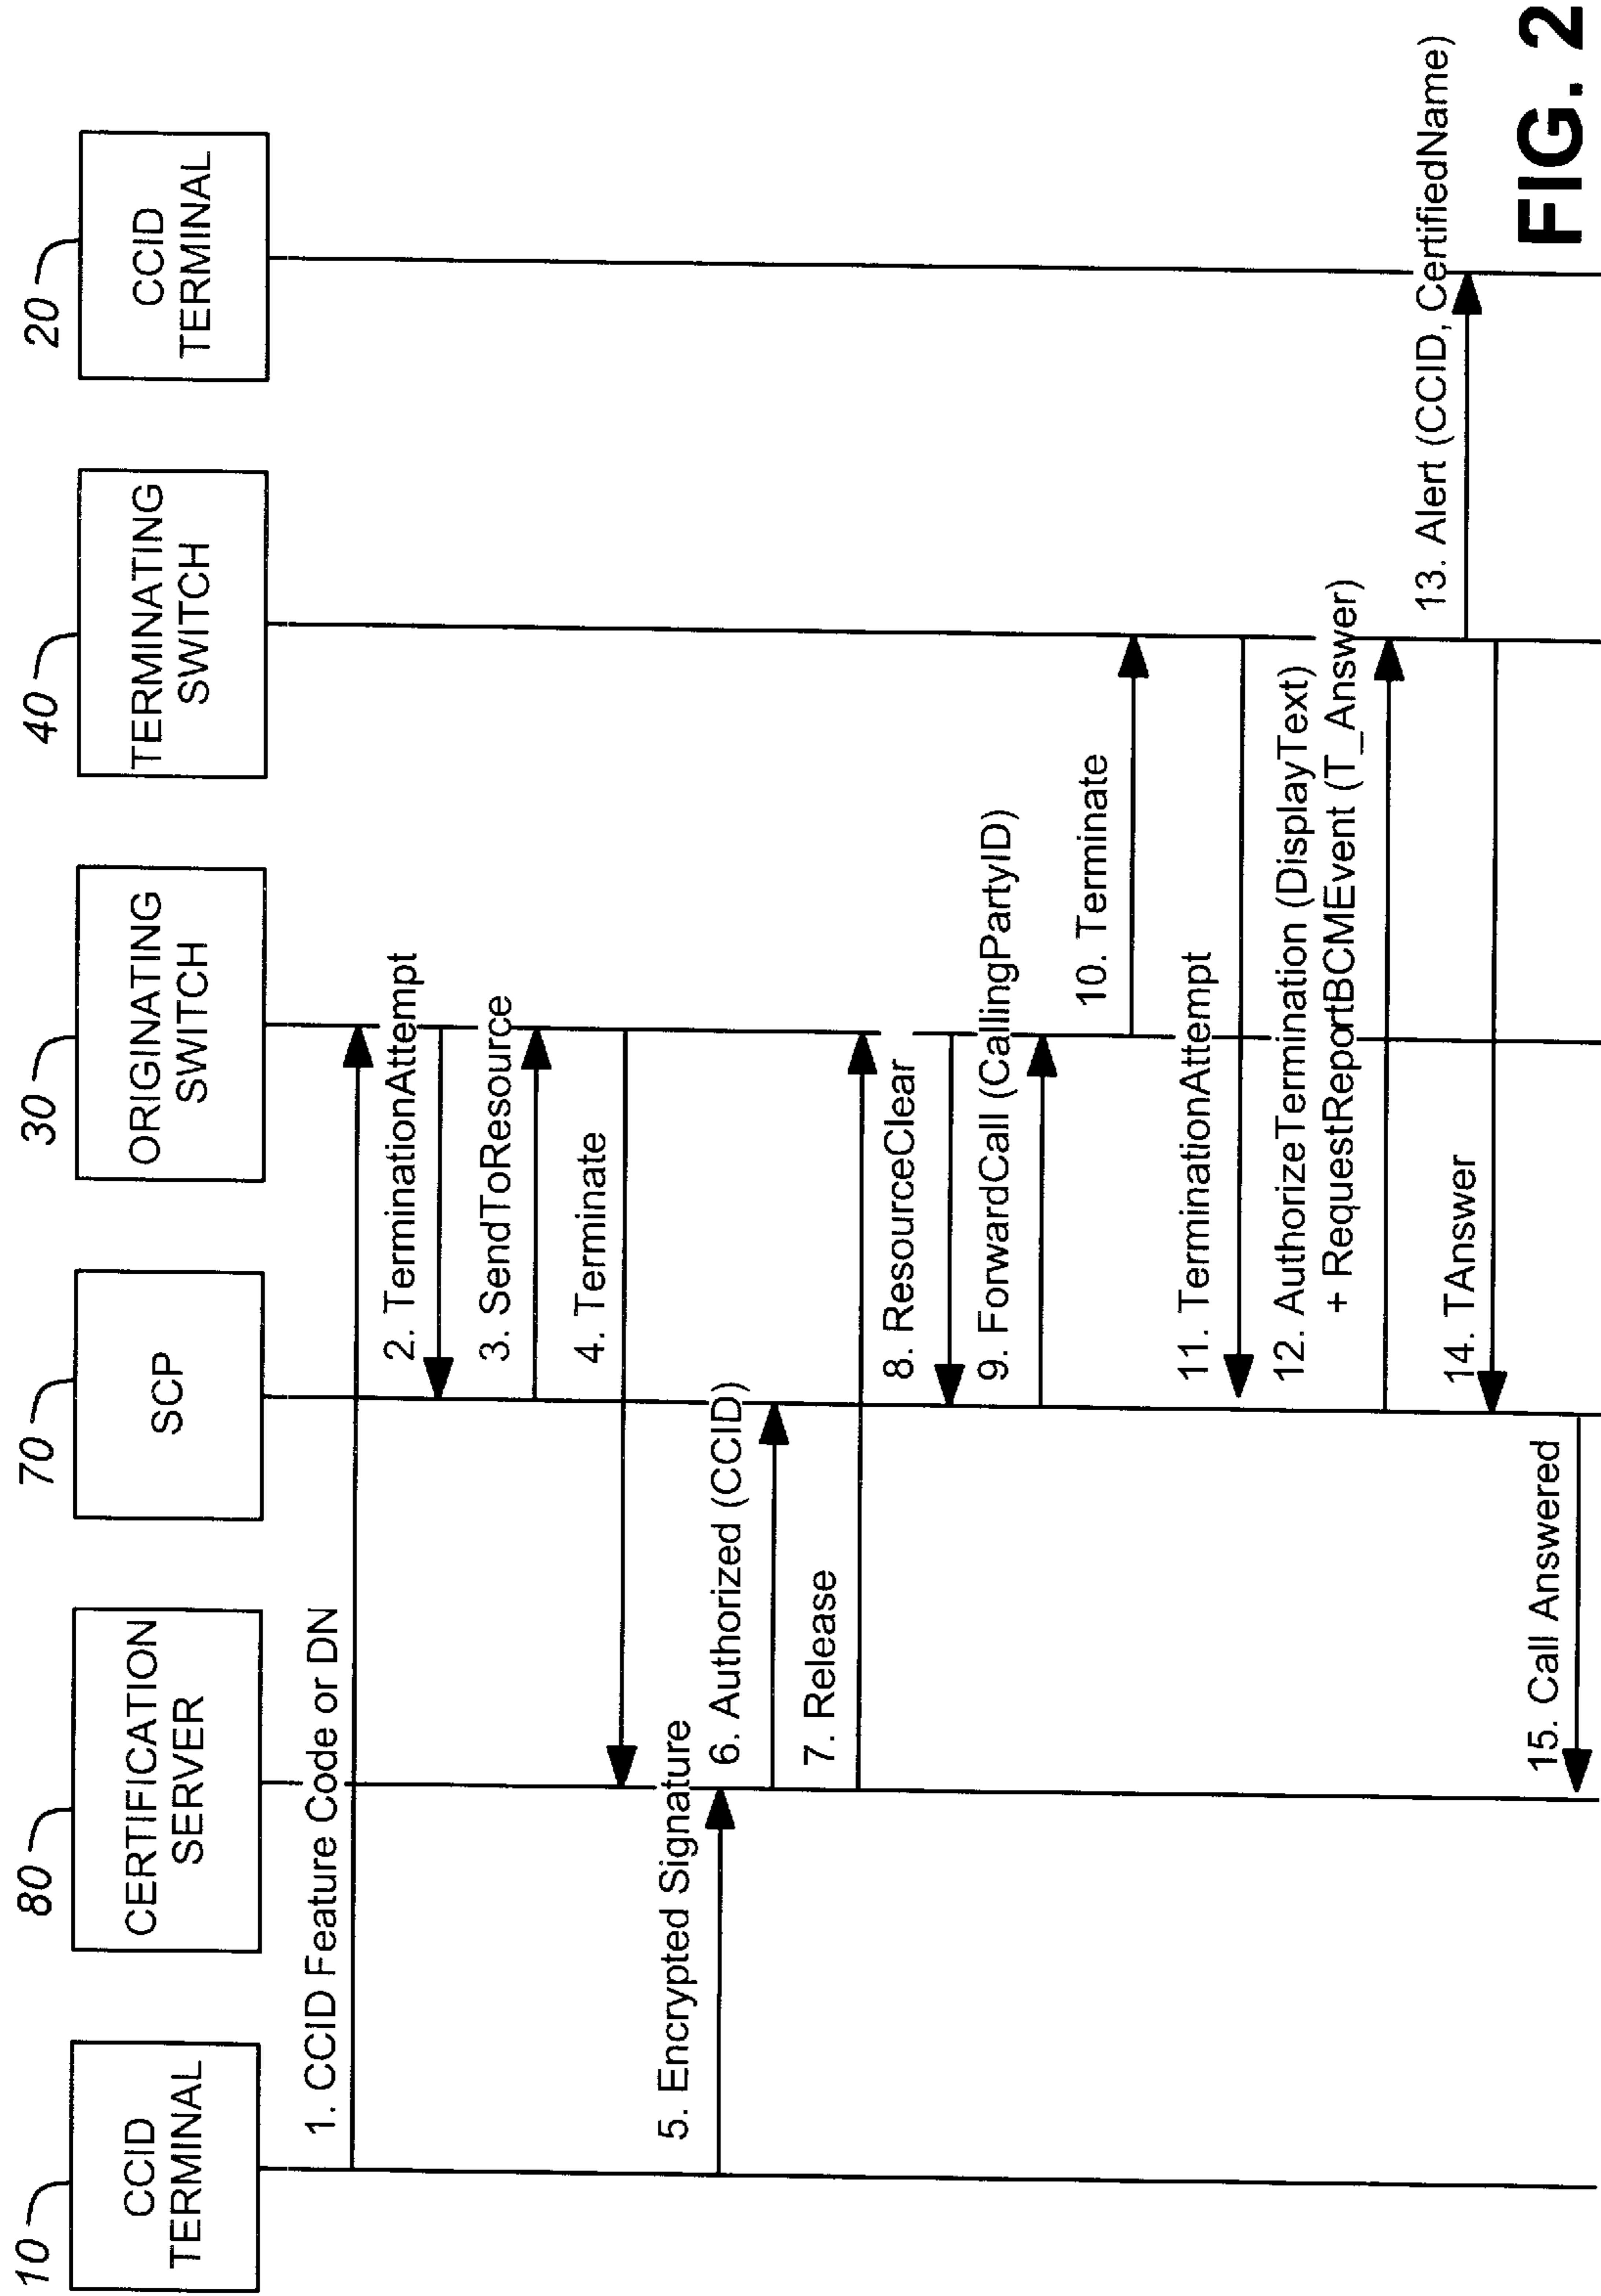 10
CCID
TERMINAL
80
CERTIFICATION
SERVER
70
SCP
30
ORIGINATING
SWITCH
40
TERMINATING
SWITCH
20
CCID
TERMINAL
1. CCID Feature Code or DN
2. TerminationAttempt
3. SendToResource
4. Terminate
5. Encrypted Signature
6. Authorized (CCID)
7. Release
8. ResourceClear
9. ForwardCall (CallingPartyID)
10. Terminate
11. TerminationAttempt
12. AuthorizeTermination (DisplayText)
+ RequestReportBCMEvent (T_Answer)
13. Alert (CCID, CertifiedName)
14. TAnswer
15. Call Answered
FIG. 2